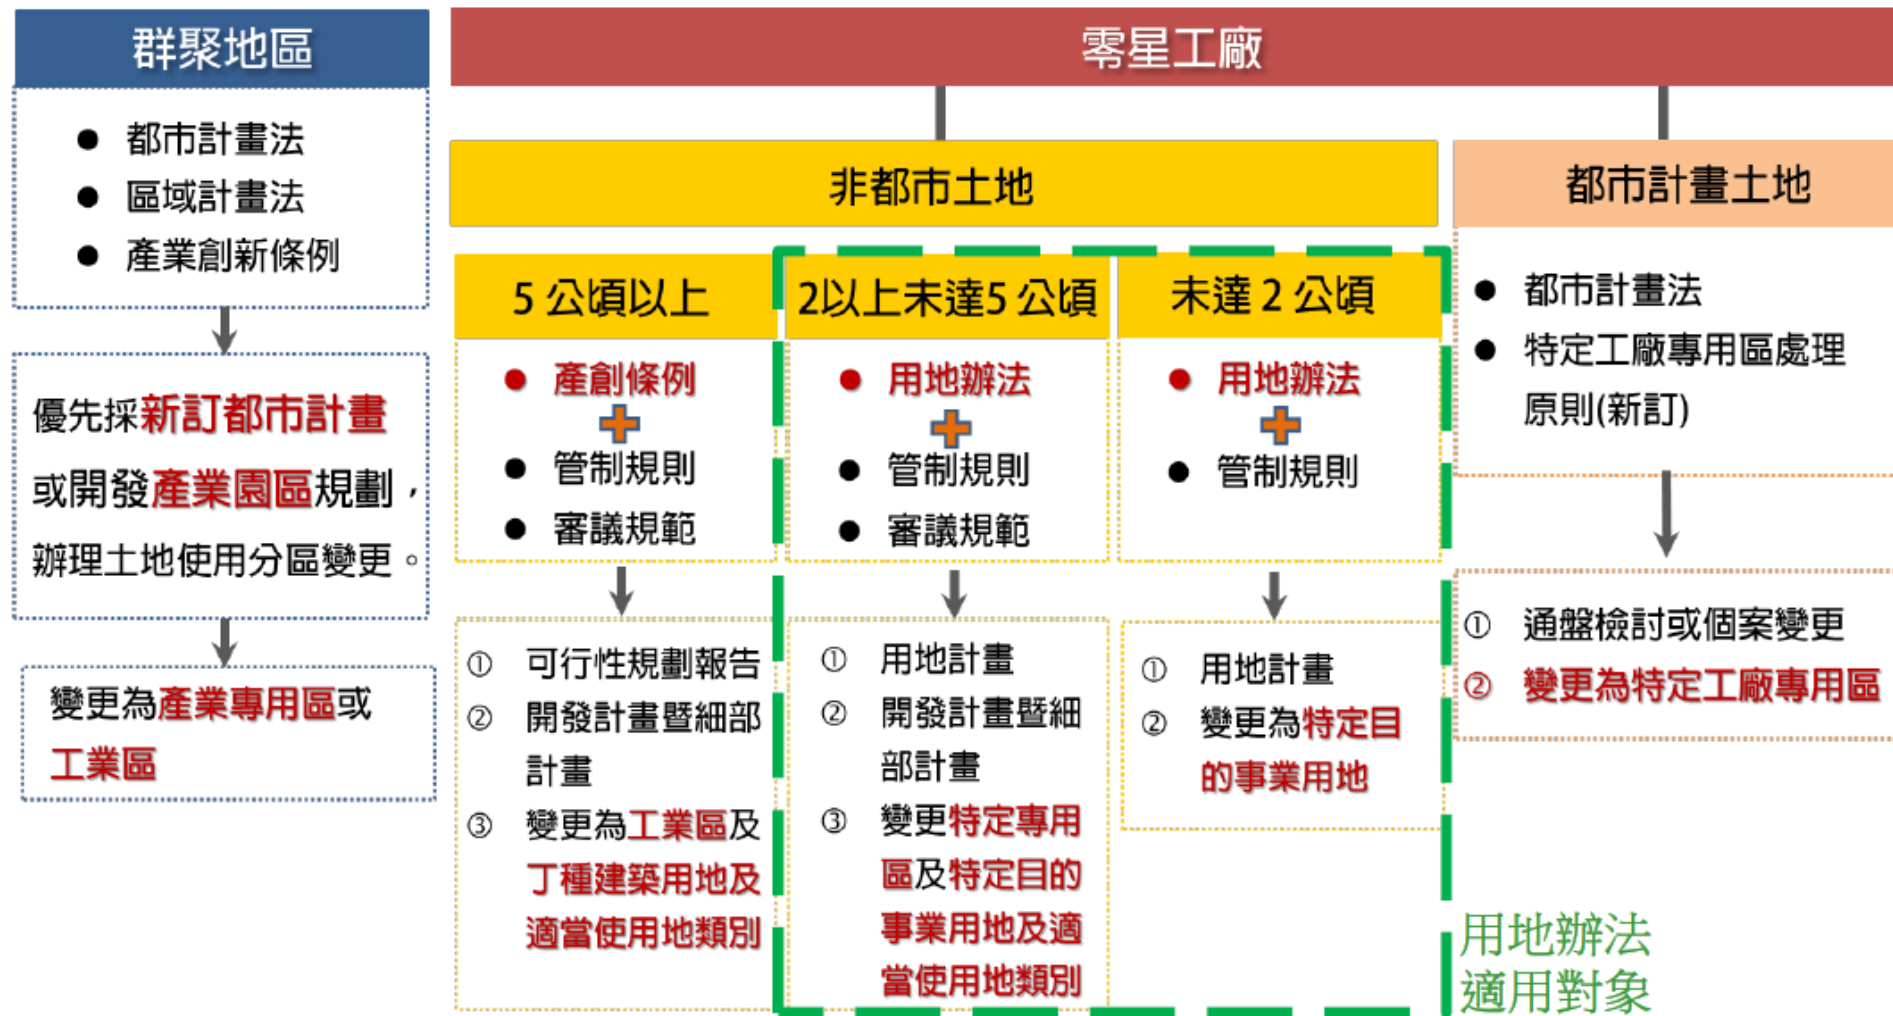 群聚地區
● 都市計畫法
● 區域計畫法
● 產業創新條例
優先採新訂都市計畫
或開發產業園區規劃，
辦理土地使用分區變更。
變更為產業專用區或
工業區
零星工廠
非都市土地
5 公頃以上
● 產創條例
● 管制規則
● 審議規範
① 可行性規劃報告
② 開發計畫暨細部
計畫
③ 變更為工業區及
丁種建築用地及
適當使用地類別
2以上未達5 公頃
● 用地辦法
● 管制規則
● 審議規範
① 用地計畫
② 開發計畫暨細
部計畫
③ 變更特定專用
區及特定目的
事業用地及適
當使用地類別
未達 2 公頃
● 用地辦法
● 管制規則
① 用地計畫
② 變更為特定目
的事業用地
都市計畫土地
● 都市計畫法
● 特定工廠專用區處理
原則(新訂)
① 通盤檢討或個案變更
② 變更為特定工廠專用區
用地辦法
適用對象